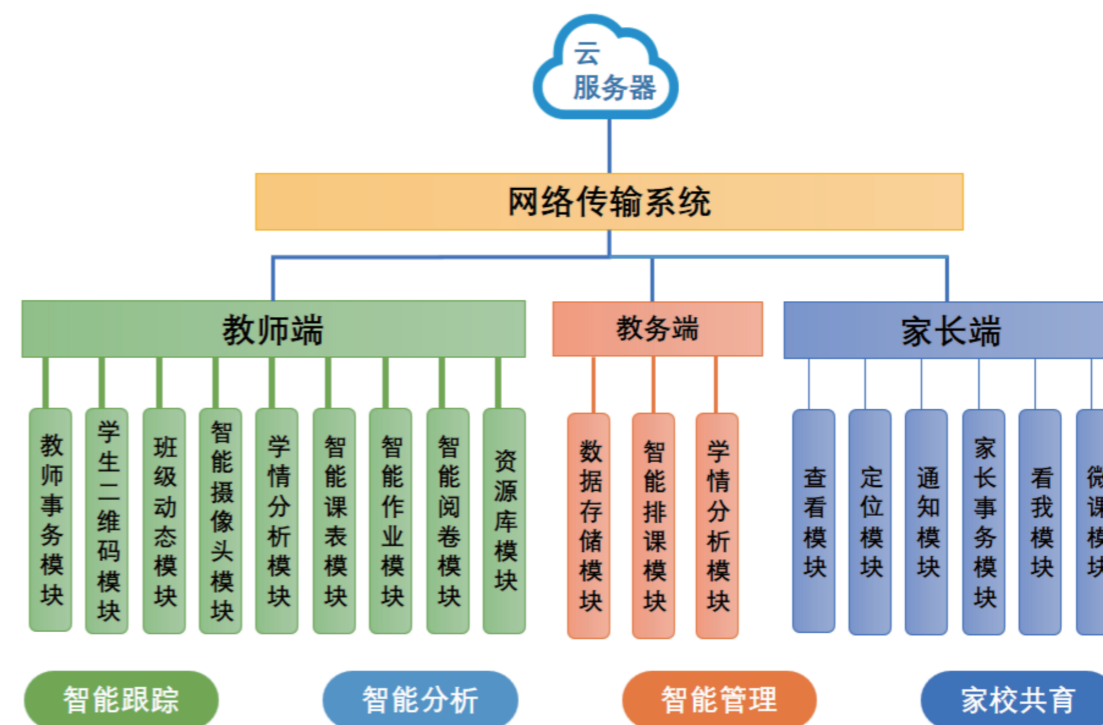 云
服务器
网络传输系统
教师端
教务端
家长端
教师事务模块
学生二维码模块
班级动态模块
智能摄像头模块
学情分析模块
智能课表模块
智能作业模块
智能阅卷模块
资源库模块
数据存储模块
智能排课模块
学情分析模块
查看模块
定位模块
通知模块
家长事务模块
看我模块
微课模块
智能跟踪
智能分析
智能管理
家校共育